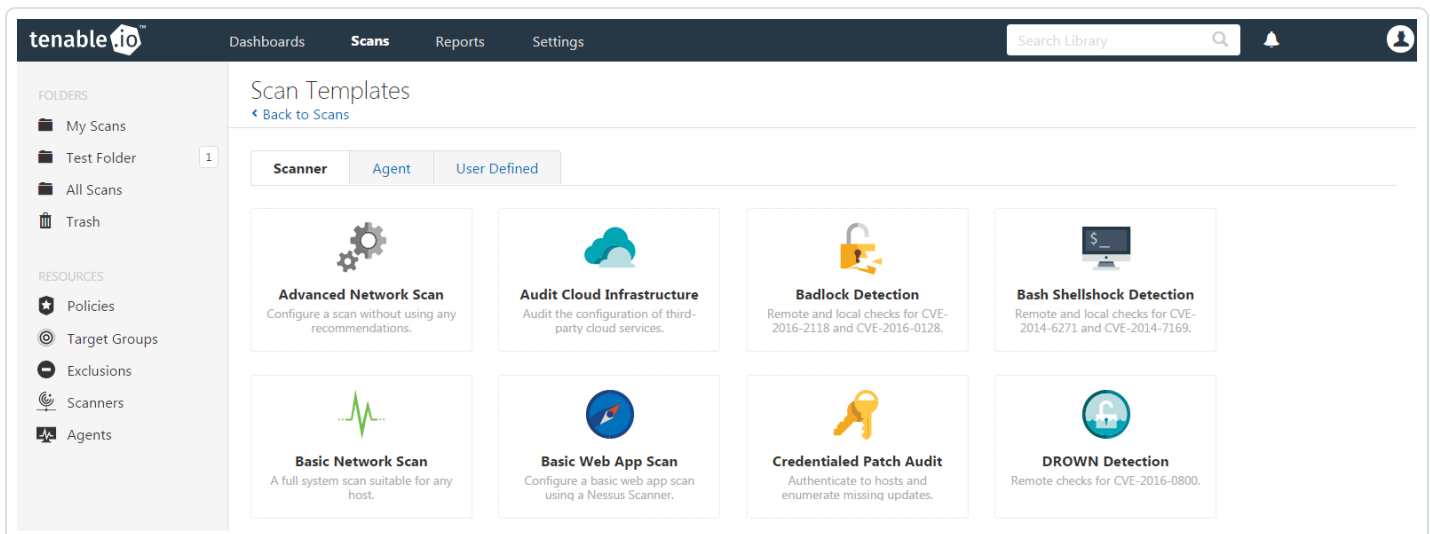 tenable.io™
Dashboards Scans Reports Settings Search Library
FOLDERS
My Scans
Test Folder 1
All Scans
Trash
RESOURCES
Policies
Target Groups
Exclusions
Scanners
Agents
Scan Templates
Back to Scans
Scanner Agent User Defined
Advanced Network Scan
Configure a scan without using any
recommendations.
Audit Cloud Infrastructure
Audit the configuration of third-
party cloud services.
Badlock Detection
Remote and local checks for CVE-
2016-2118 and CVE-2016-0128.
$_
Bash Shellshock Detection
Remote and local checks for CVE-
2014-6271 and CVE-2014-7169.
Basic Network Scan
A full system scan suitable for any
host.
Basic Web App Scan
Configure a basic web app scan
using a Nessus Scanner.
Credentialed Patch Audit
Authenticate to hosts and
enumerate missing updates.
DROWN Detection
Remote checks for CVE-2016-0800.